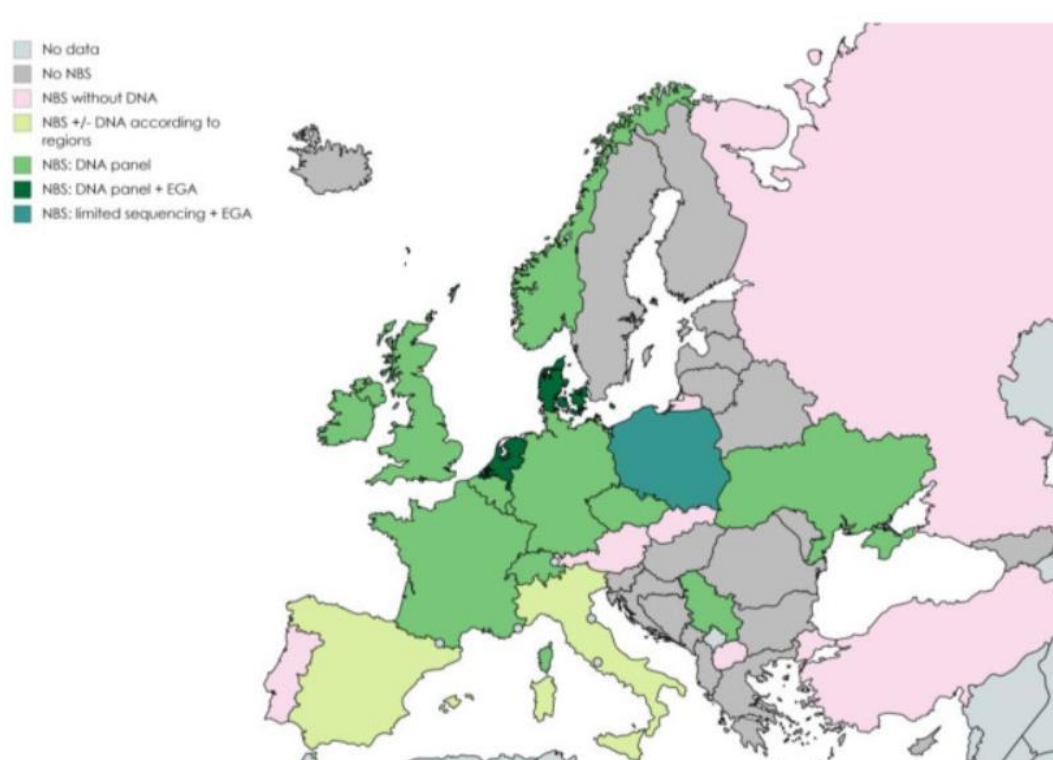 No data
No NBS
NBS without DNA
NBS +/- DNA according to
regions
NBS: DNA panel
NBS: DNA panel + EGA
NBS: limited sequencing + EGA